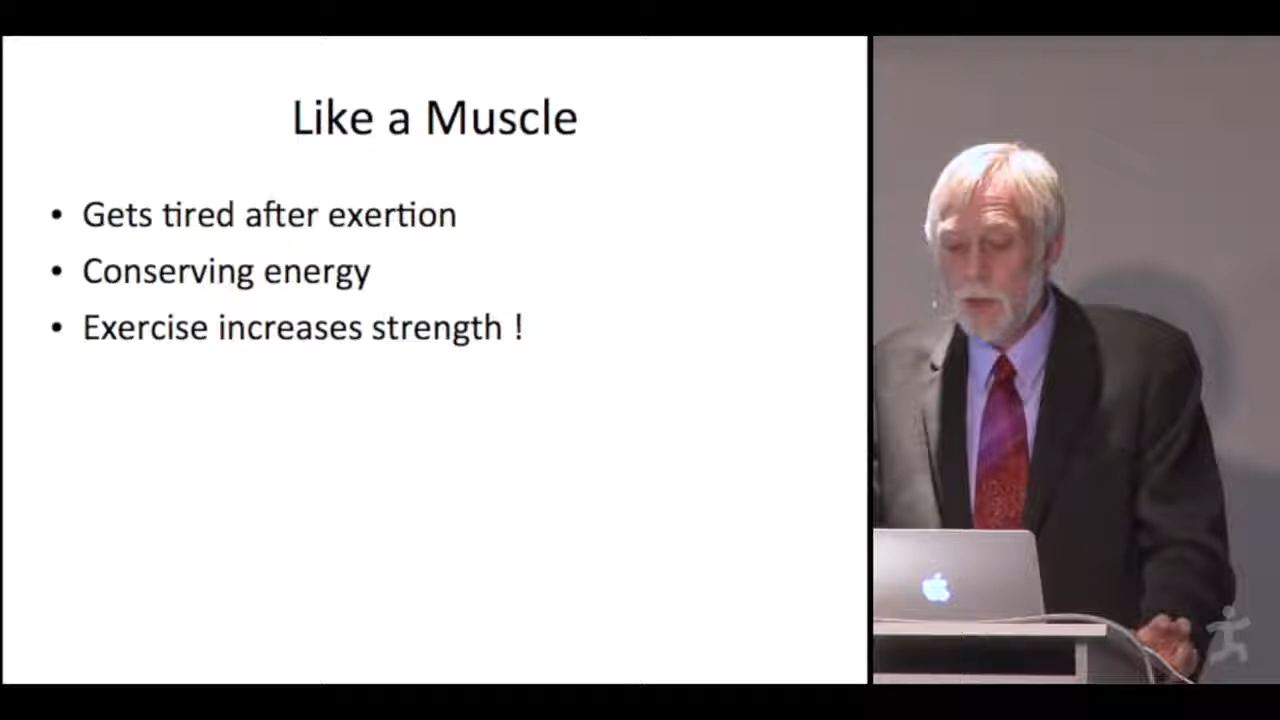 Like a Muscle
• Gets tired after exertion
• Conserving energy
• Exercise increases strength !